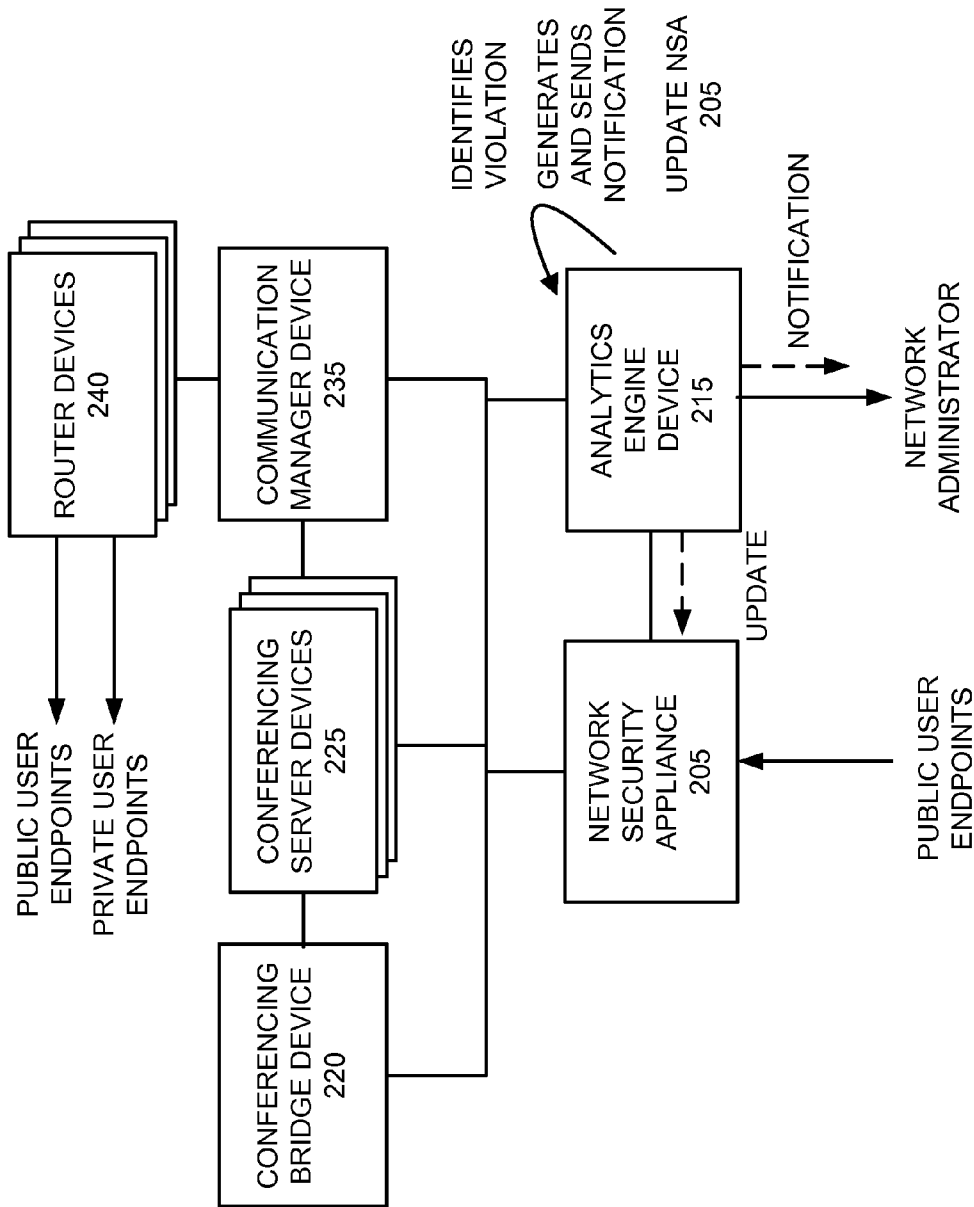 PUBLIC USER
ENDPOINTS
PRIVATE USER
ENDPOINTS
ROUTER DEVICES
240
CONFERENCING
BRIDGE DEVICE
220
CONFERENCING
SERVER DEVICES
225
COMMUNICATION
MANAGER DEVICE
235
NETWORK
SECURITY
APPLIANCE
205
UPDATE
ANALYTICS
ENGINE
DEVICE
215
IDENTIFIES
VIOLATION
GENERATES
AND SENDS
NOTIFICATION
UPDATE NSA
205
NOTIFICATION
PUBLIC USER
ENDPOINTS
NETWORK
ADMINISTRATOR